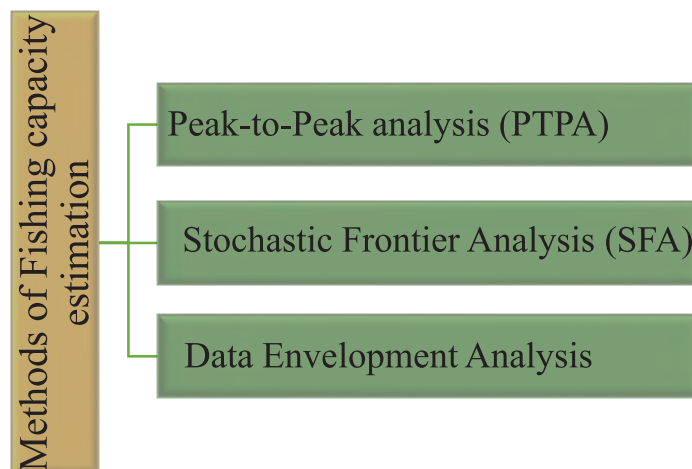 Methods of Fishing capacity
estimation
Peak-to-Peak analysis (PTPA)
Stochastic Frontier Analysis (SFA)
Data Envelopment Analysis